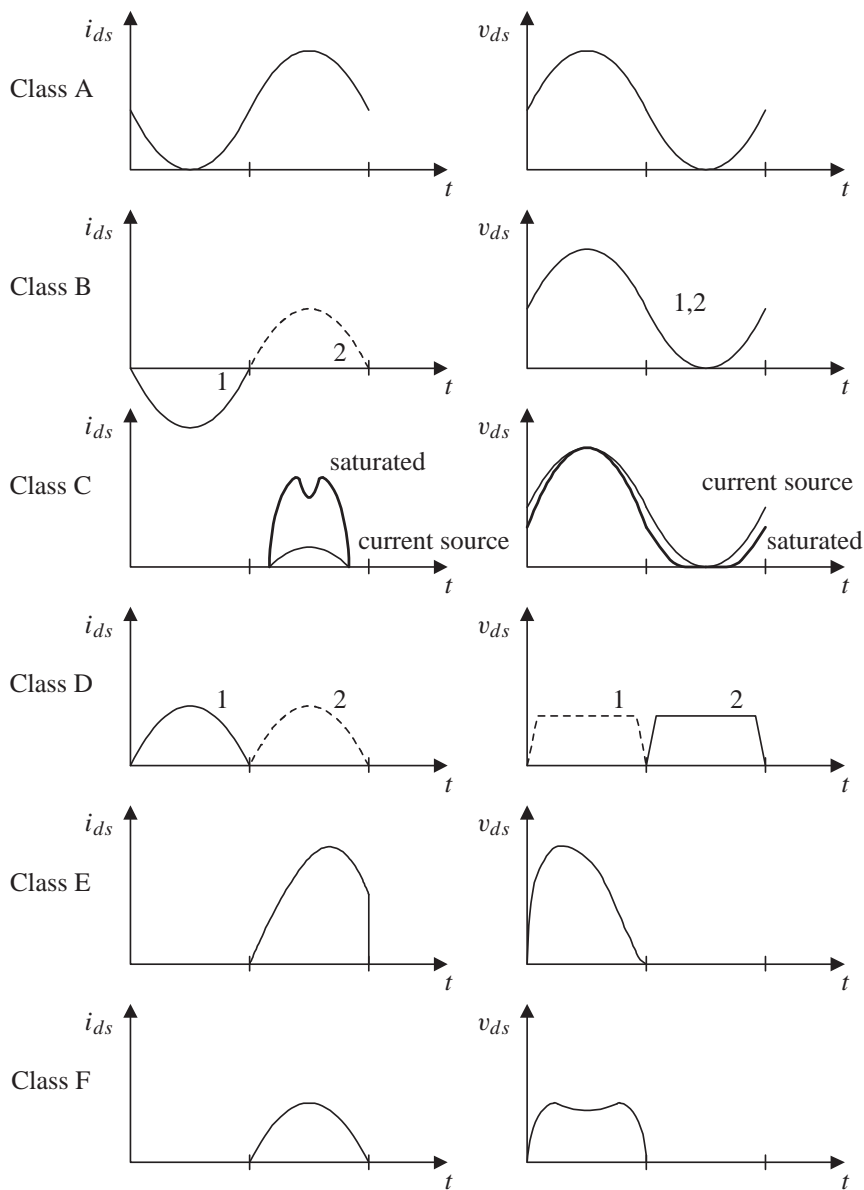 i_ds v_ds
Class A
t t
i_ds v_ds
Class B 1,2
1 2 t t
i_ds v_ds
saturated
Class C current source
current source saturated
t t
i_ds v_ds
Class D 1 2 1 2
t t
i_ds v_ds
Class E
t t
i_ds v_ds
Class F
t t